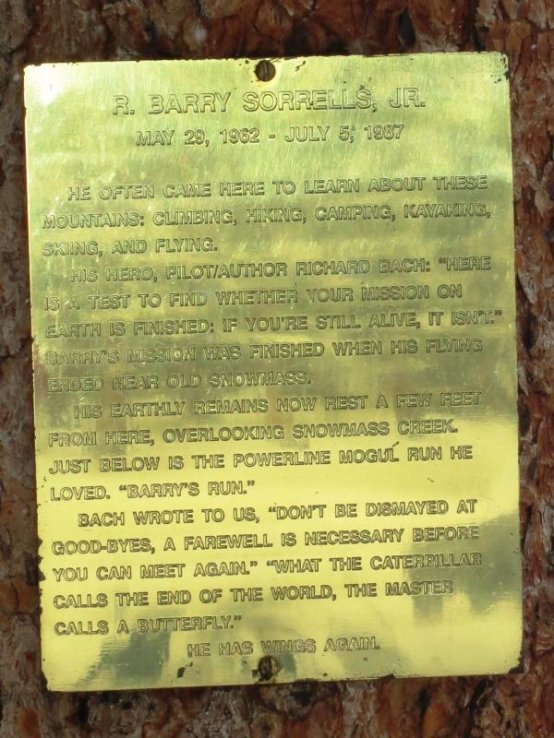 R. BARRY SORRELLS, JR.
MAY 29, 1962 - JULY 5, 1987
HE OFTEN CAME HERE TO LEARN ABOUT THESE
MOUNTAINS: CLIMBING, HIKING, CAMPING, KAYAKING,
SKIING, AND FLYING.
HIS HERO, PILOT/AUTHOR RICHARD BACH: "HERE
IS A TEST TO FIND WHETHER YOUR MISSION ON
EARTH IS FINISHED: IF YOU'RE STILL ALIVE, IT ISN'T."
BARRY'S MISSION WAS FINISHED WHEN HIS FLYING
ENDED NEAR OLD SNOWMASS.
HIS EARTHLY REMAINS NOW REST A FEW FEET
FROM HERE, OVERLOOKING SNOWMASS CREEK.
JUST BELOW IS THE POWERLINE MOGUL RUN HE
LOVED. "BARRY'S RUN."
BACH WROTE TO US, "DON'T BE DISMAYED AT
GOOD-BYES, A FAREWELL IS NECESSARY BEFORE
YOU CAN MEET AGAIN." "WHAT THE CATERPILLAR
CALLS THE END OF THE WORLD, THE MASTER
CALLS A BUTTERFLY."
HE HAS WINGS AGAIN.